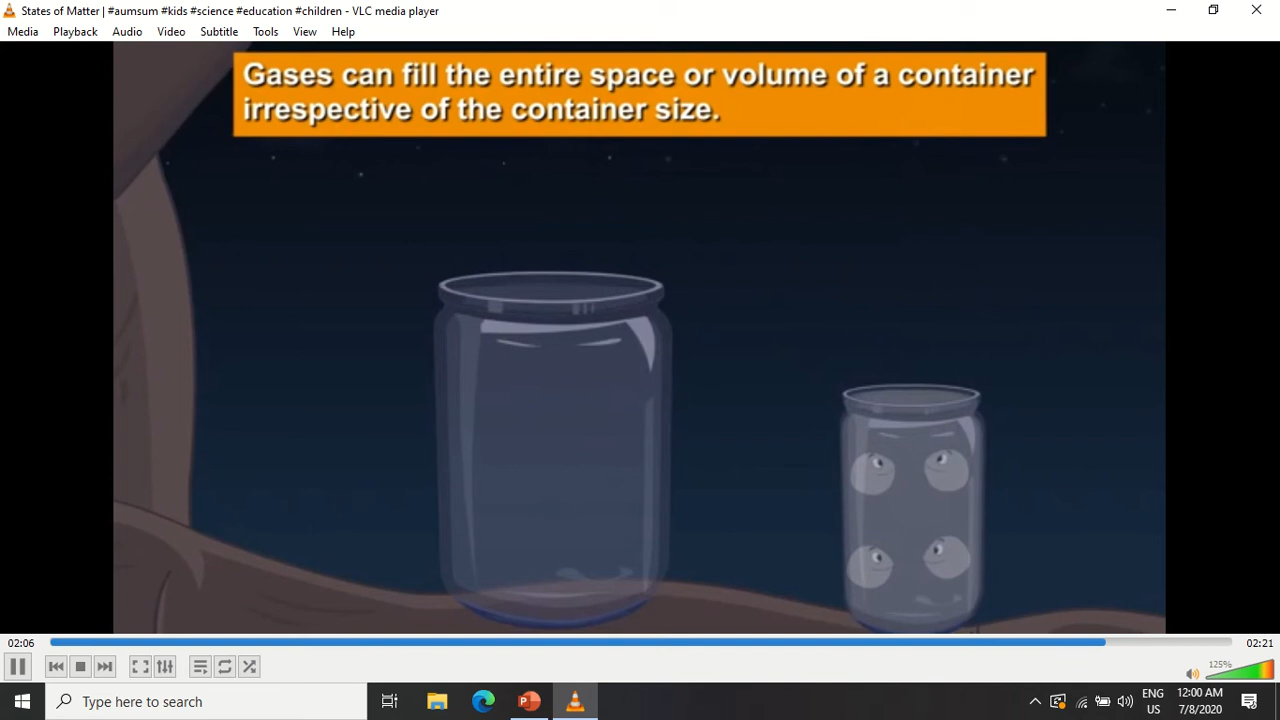 States of Matter | #aumsum #kids #science #education #children - VLC media player
Media Playback Audio Video Subtitle Tools View Help
Gases can fill the entire space or volume of a container
irrespective of the container size.
02:06
02:21
125%
Type here to search
ENG
US
12:00 AM
7/8/2020